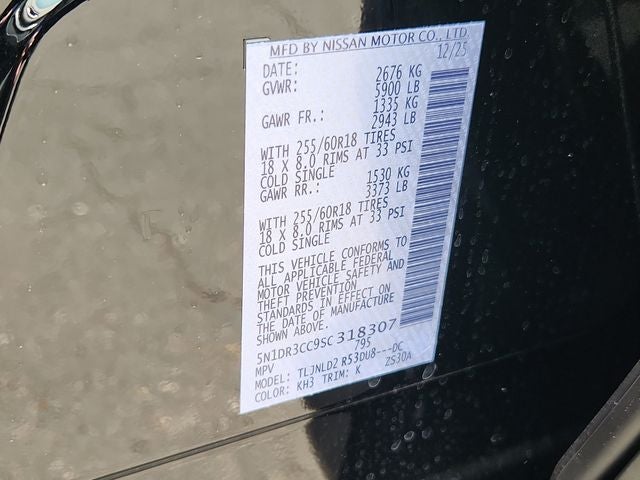 MFD BY NISSAN MOTOR CO., LTD
DATE: 12/25
GVWR: 2676 KG
5900 LB
1335 KG
GAWR FR.: 2943 LB
WITH 255/60R18 TIRES
18 X 8.0 RIMS AT 33 PSI
COLD SINGLE 1530 KG
GAWR RR.: 3373 LB
WITH 255/60R18 TIRES
18 X 8.0 RIMS AT 33 PSI
COLD SINGLE
THIS VEHICLE CONFORMS TO
ALL APPLICABLE FEDERAL
MOTOR VEHICLE SAFETY AND
THEFT PREVENTION
STANDARDS IN EFFECT ON
THE DATE OF MANUFACTURE
SHOWN ABOVE.
5N1DR3CC9SC318307
MPV 795
MODEL: TLJNLD2 R53DU8---DC
COLOR: KH3 TRIM: K ZS30A